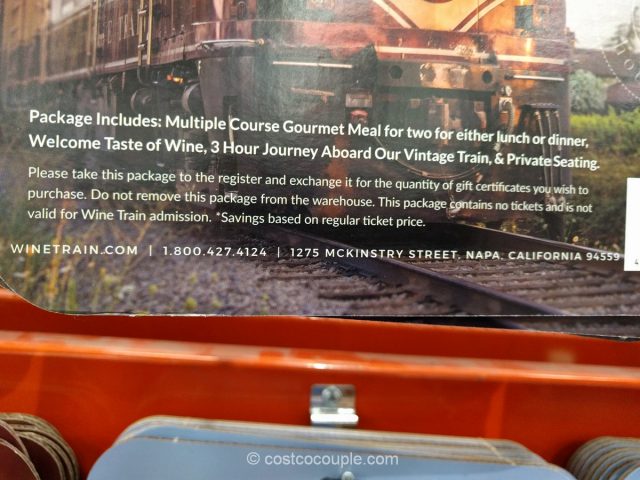 Package Includes: Multiple Course Gourmet Meal for two for either lunch or dinner,
Welcome Taste of Wine, 3 Hour Journey Aboard Our Vintage Train, & Private Seating.
Please take this package to the register and exchange it for the quantity of gift certificates you wish to
purchase. Do not remove this package from the warehouse. This package contains no tickets and is not
valid for Wine Train admission. *Savings based on regular ticket price.
WINETRAIN.COM | 1.800.427.4124 | 1275 MCKINSTRY STREET, NAPA, CALIFORNIA 94559
© costcocouple.com